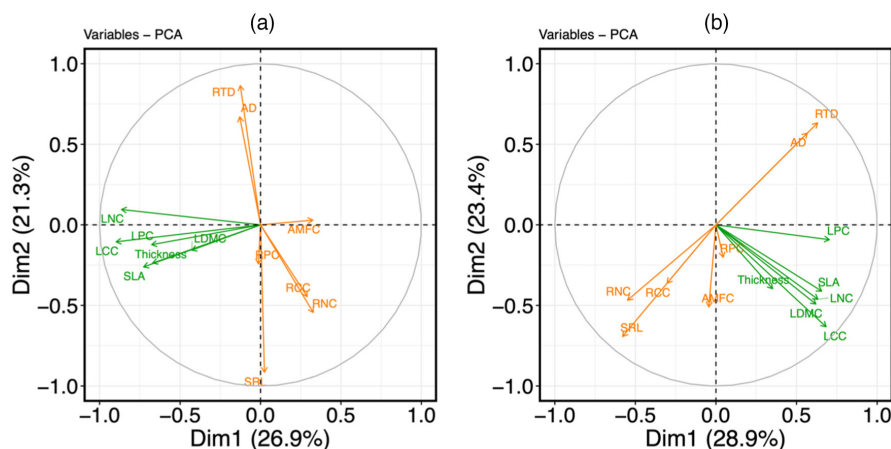 (a)
Variables – PCA
1.0
0.5
0.0
−0.5
−1.0
Dim2 (21.3%)
RTD
AD
LNC
LPC
LCC
LDMC
Thickness
SLA
AMFC
RPC
RCC
RNC
SRL
−1.0 −0.5 0.0 0.5 1.0
Dim1 (26.9%)
(b)
Variables – PCA
1.0
0.5
0.0
−0.5
−1.0
Dim2 (23.4%)
RTD
AD
LPC
RPC
Thickness
SLA
RNC
RCC
AMFC
LNC
LDMC
SRL
LCC
−1.0 −0.5 0.0 0.5 1.0
Dim1 (28.9%)